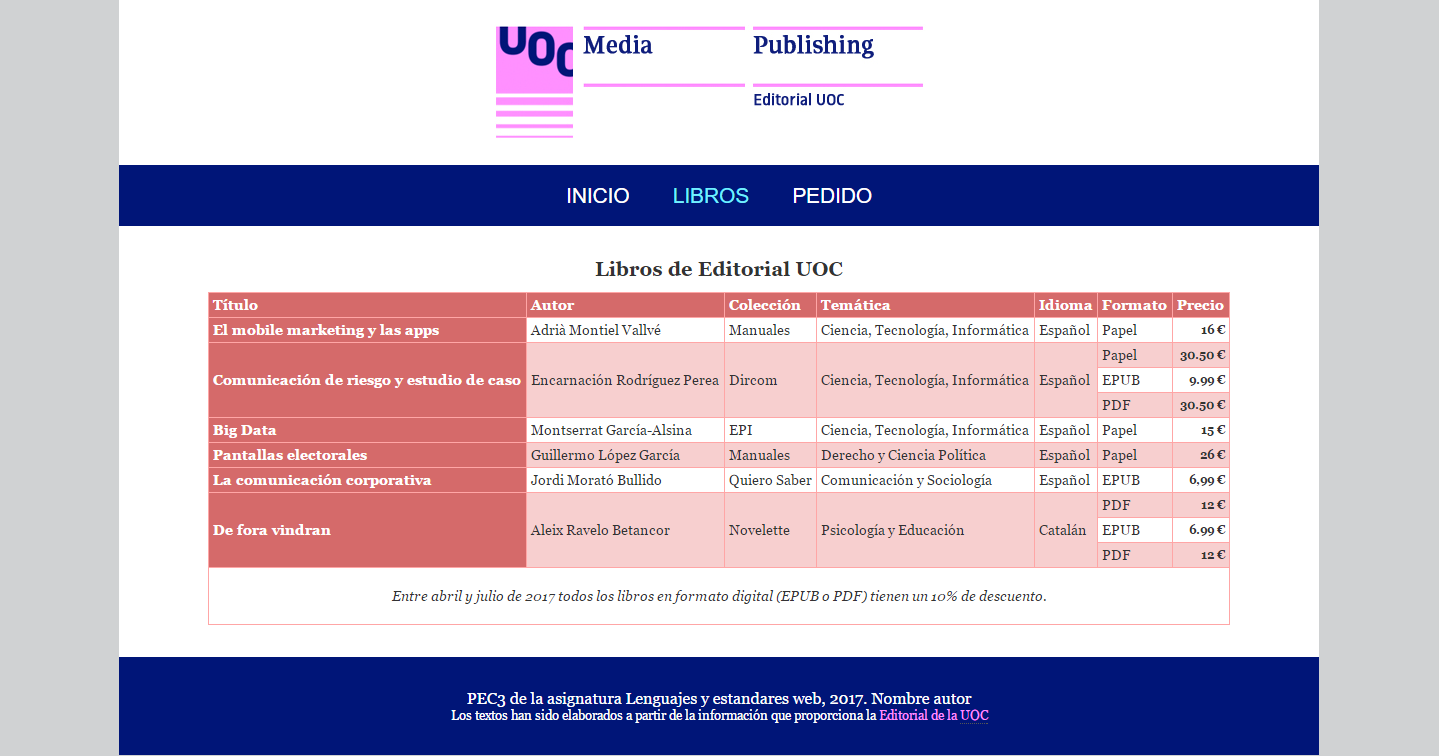 UOC
Media Publishing
Editorial UOC
INICIO LIBROS PEDIDO
Libros de Editorial UOC
Título Autor Colección Temática Idioma Formato Precio
El mobile marketing y las apps Adrià Montiel Vallvé Manuales Ciencia, Tecnología, Informática Español Papel 16 €
Papel 30.50 €
Comunicación de riesgo y estudio de caso Encarnación Rodríguez Perea Dircom Ciencia, Tecnología, Informática Español EPUB 9.99 €
PDF 30.50 €
Big Data Montserrat García-Alsina EPI Ciencia, Tecnología, Informática Español Papel 15 €
Pantallas electorales Guillermo López García Manuales Derecho y Ciencia Política Español Papel 26 €
La comunicación corporativa Jordi Morató Bullido Quiero Saber Comunicación y Sociología Español EPUB 6,99 €
PDF 12 €
De fora vindran Aleix Ravelo Betancor Novelette Psicología y Educación Catalán EPUB 6.99 €
PDF 12 €
Entre abril y julio de 2017 todos los libros en formato digital (EPUB o PDF) tienen un 10% de descuento.
PEC3 de la asignatura Lenguajes y estandares web, 2017. Nombre autor
Los textos han sido elaborados a partir de la información que proporciona la Editorial de la UOC